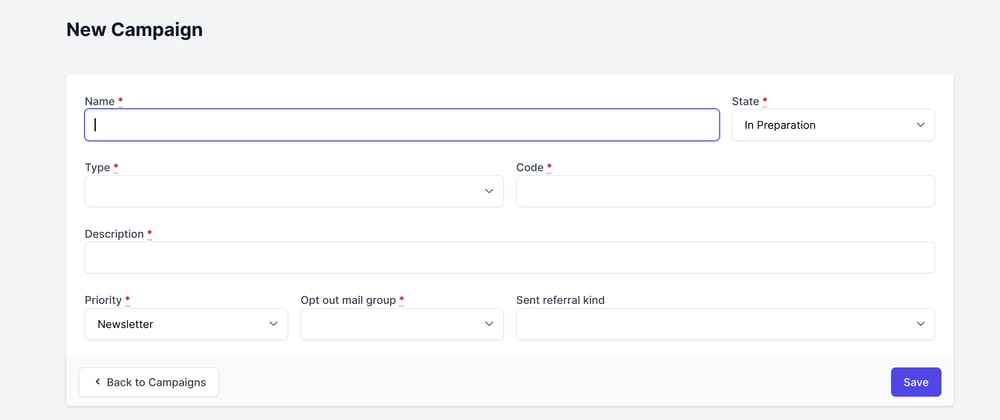 New Campaign
Name * State *
In Preparation
Type * Code *
Description *
Priority * Opt out mail group * Sent referral kind
Newsletter
Back to Campaigns Save